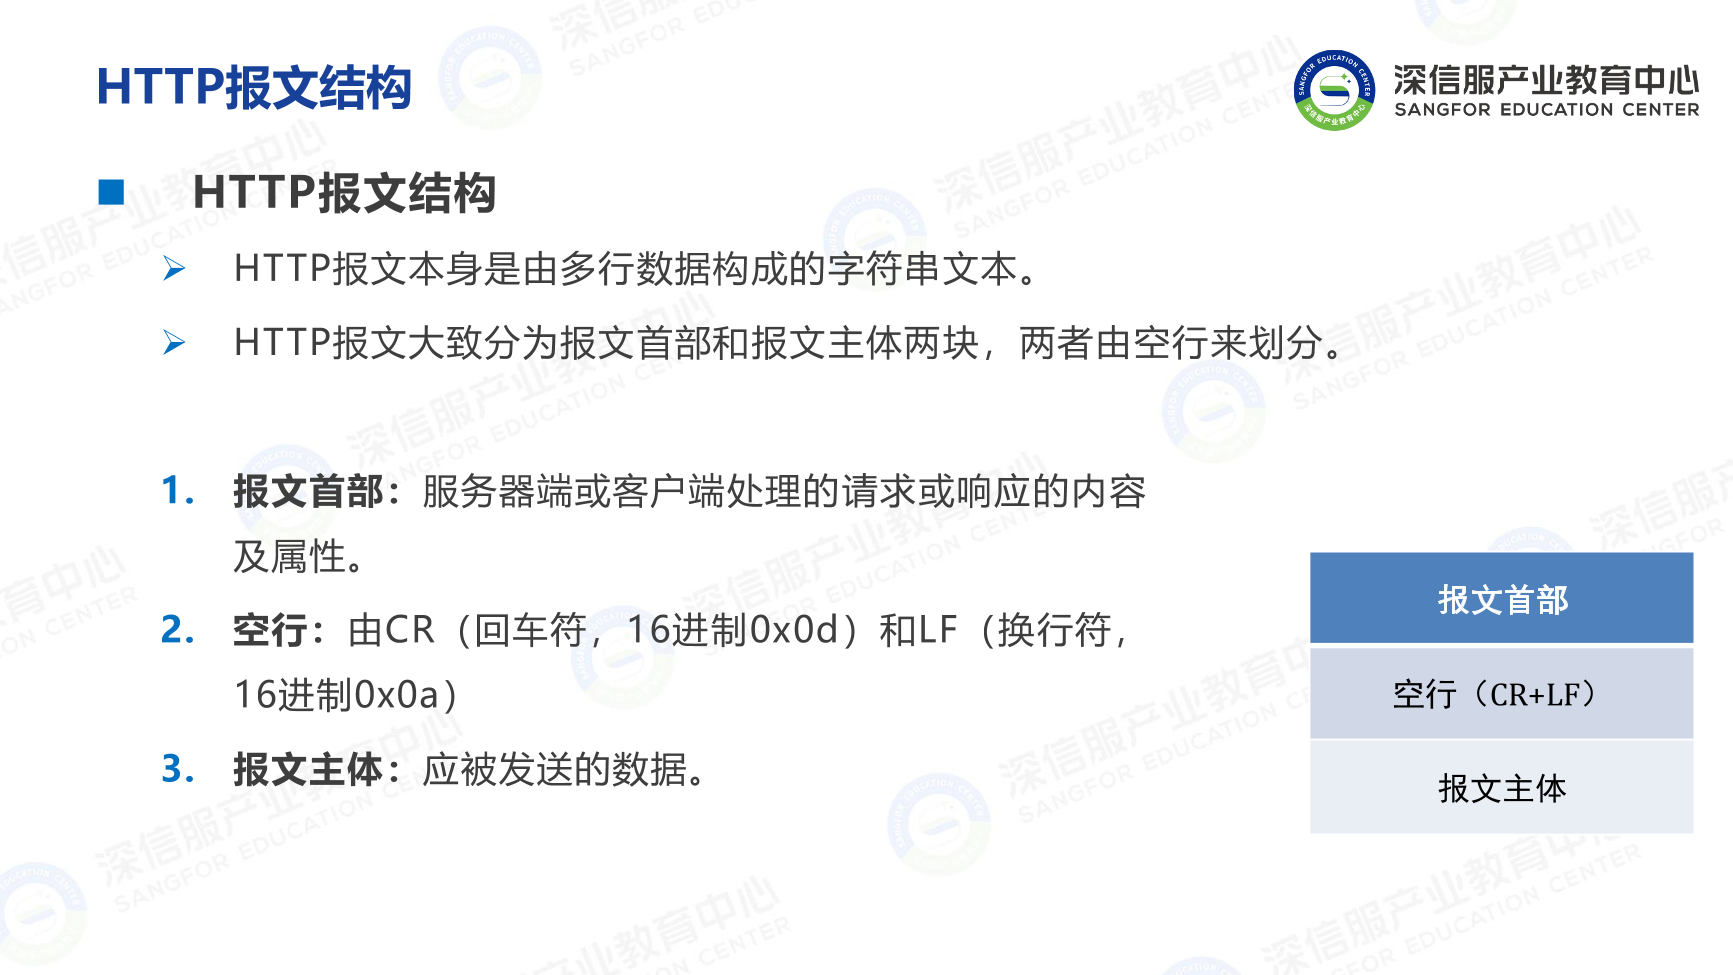 HTTP报文结构
深信服产业教育中心
SANGFOR EDUCATION CENTER
HTTP报文结构
HTTP报文本身是由多行数据构成的字符串文本。
HTTP报文大致分为报文首部和报文主体两块，两者由空行来划分。
1. 报文首部：服务器端或客户端处理的请求或响应的内容
及属性。
2. 空行：由CR（回车符，16进制0x0d）和LF（换行符，
16进制0x0a）
3. 报文主体：应被发送的数据。
报文首部
空行（CR+LF）
报文主体